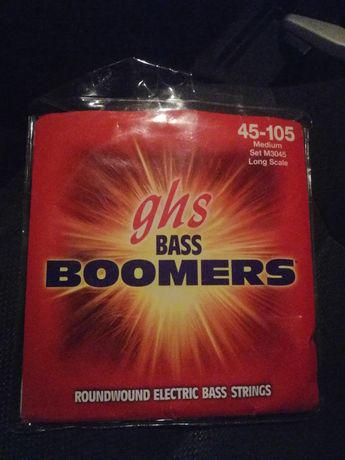 45-105
Medium
Set M3045
Long Scale
ghs
BASS
BOOMERS
ROUNDWOUND ELECTRIC BASS STRINGS